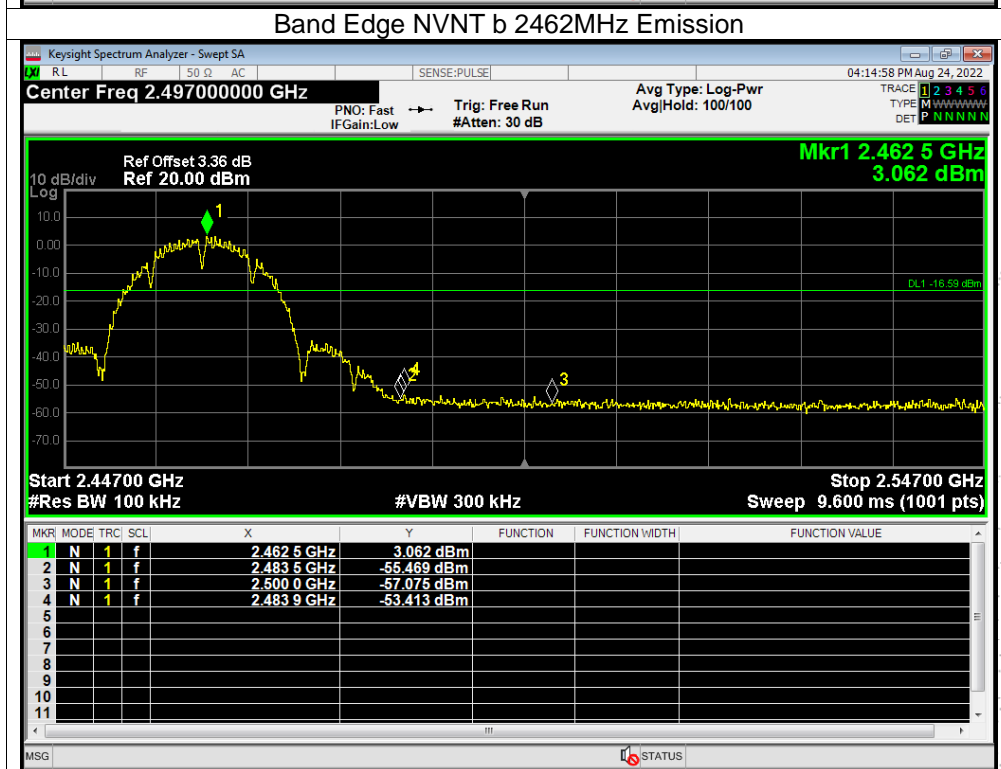 Band Edge NVNT b 2462MHz Emission
Keysight Spectrum Analyzer - Swept SA
LXI RL RF 50 Ω AC SENSE:PULSE 04:14:58 PM Aug 24, 2022
Center Freq 2.497000000 GHz
PNO: Fast
IFGain:Low
Trig: Free Run
#Atten: 30 dB
Avg Type: Log-Pwr
Avg|Hold: 100/100
TRACE 1 2 3 4 5 6
TYPE M W W W W W
DET P N N N N N
Ref Offset 3.36 dB
10 dB/div Ref 20.00 dBm
Log
Mkr1 2.462 5 GHz
3.062 dBm
10.0
0.00
-10.0
-20.0
-30.0
-40.0
-50.0
-60.0
-70.0
1
DL1 -16.59 dBm
4
2
3
Start 2.44700 GHz Stop 2.54700 GHz
#Res BW 100 kHz #VBW 300 kHz Sweep 9.600 ms (1001 pts)
MKR MODE TRC SCL X Y FUNCTION FUNCTION WIDTH FUNCTION VALUE
1 N 1 f 2.462 5 GHz 3.062 dBm
2 N 1 f 2.483 5 GHz -55.469 dBm
3 N 1 f 2.500 0 GHz -57.075 dBm
4 N 1 f 2.483 9 GHz -53.413 dBm
5
6
7
8
9
10
11
MSG STATUS